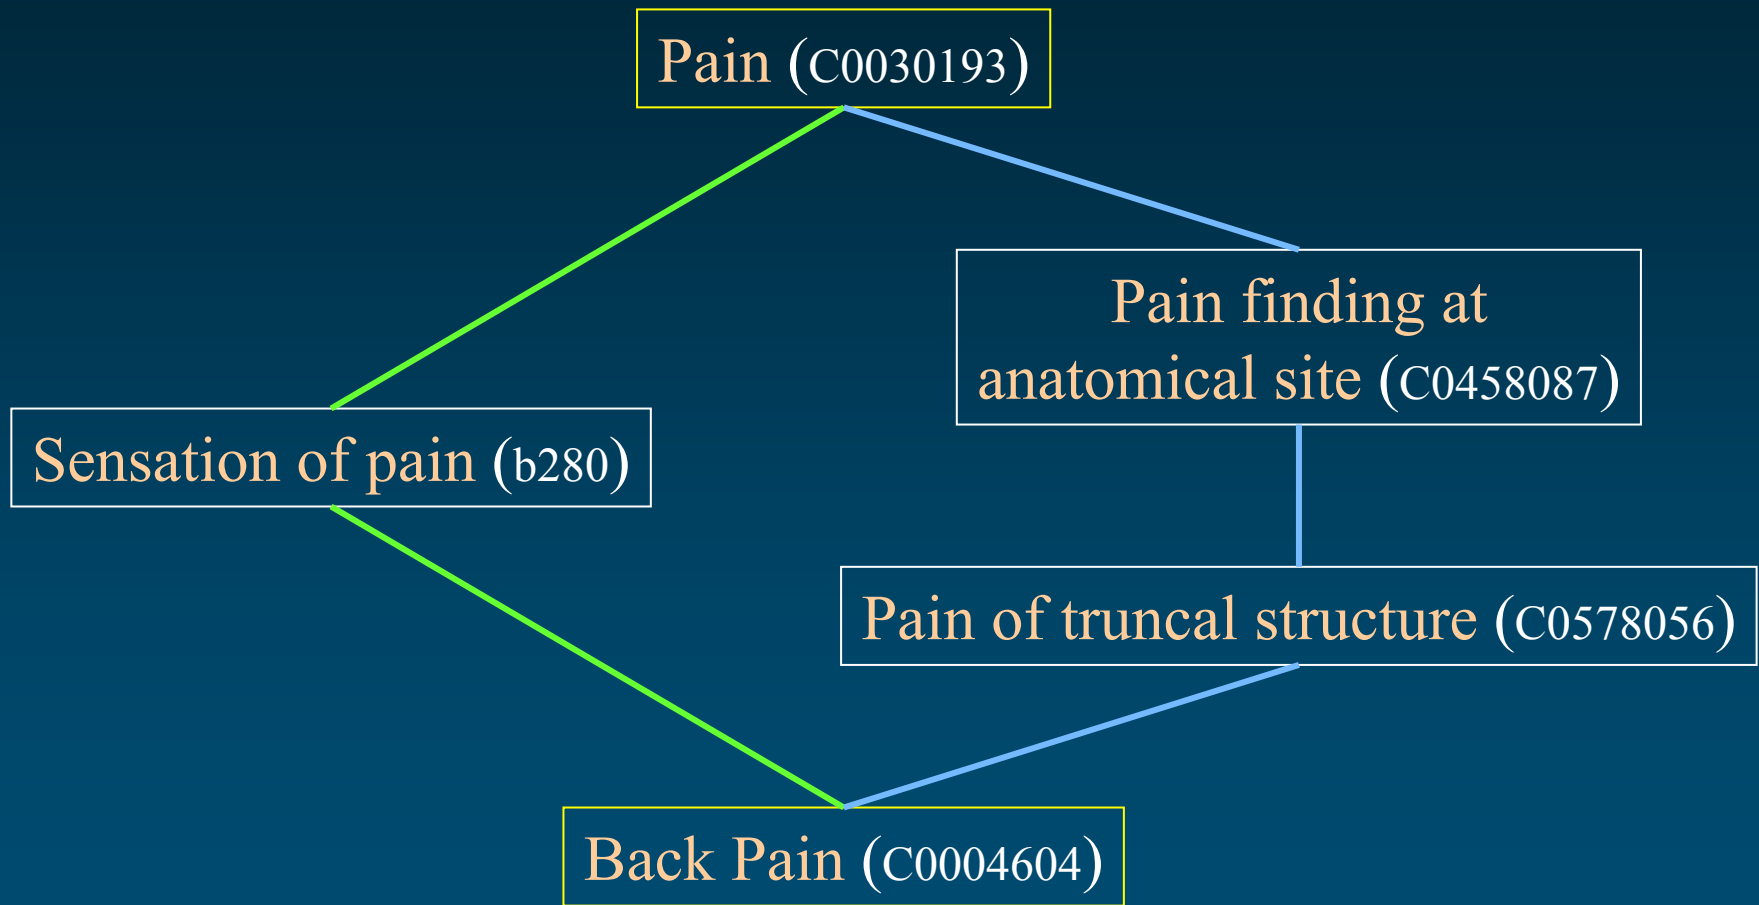 Pain (C0030193)
Pain finding at
anatomical site (C0458087)
Sensation of pain (b280)
Pain of truncal structure (C0578056)
Back Pain (C0004604)